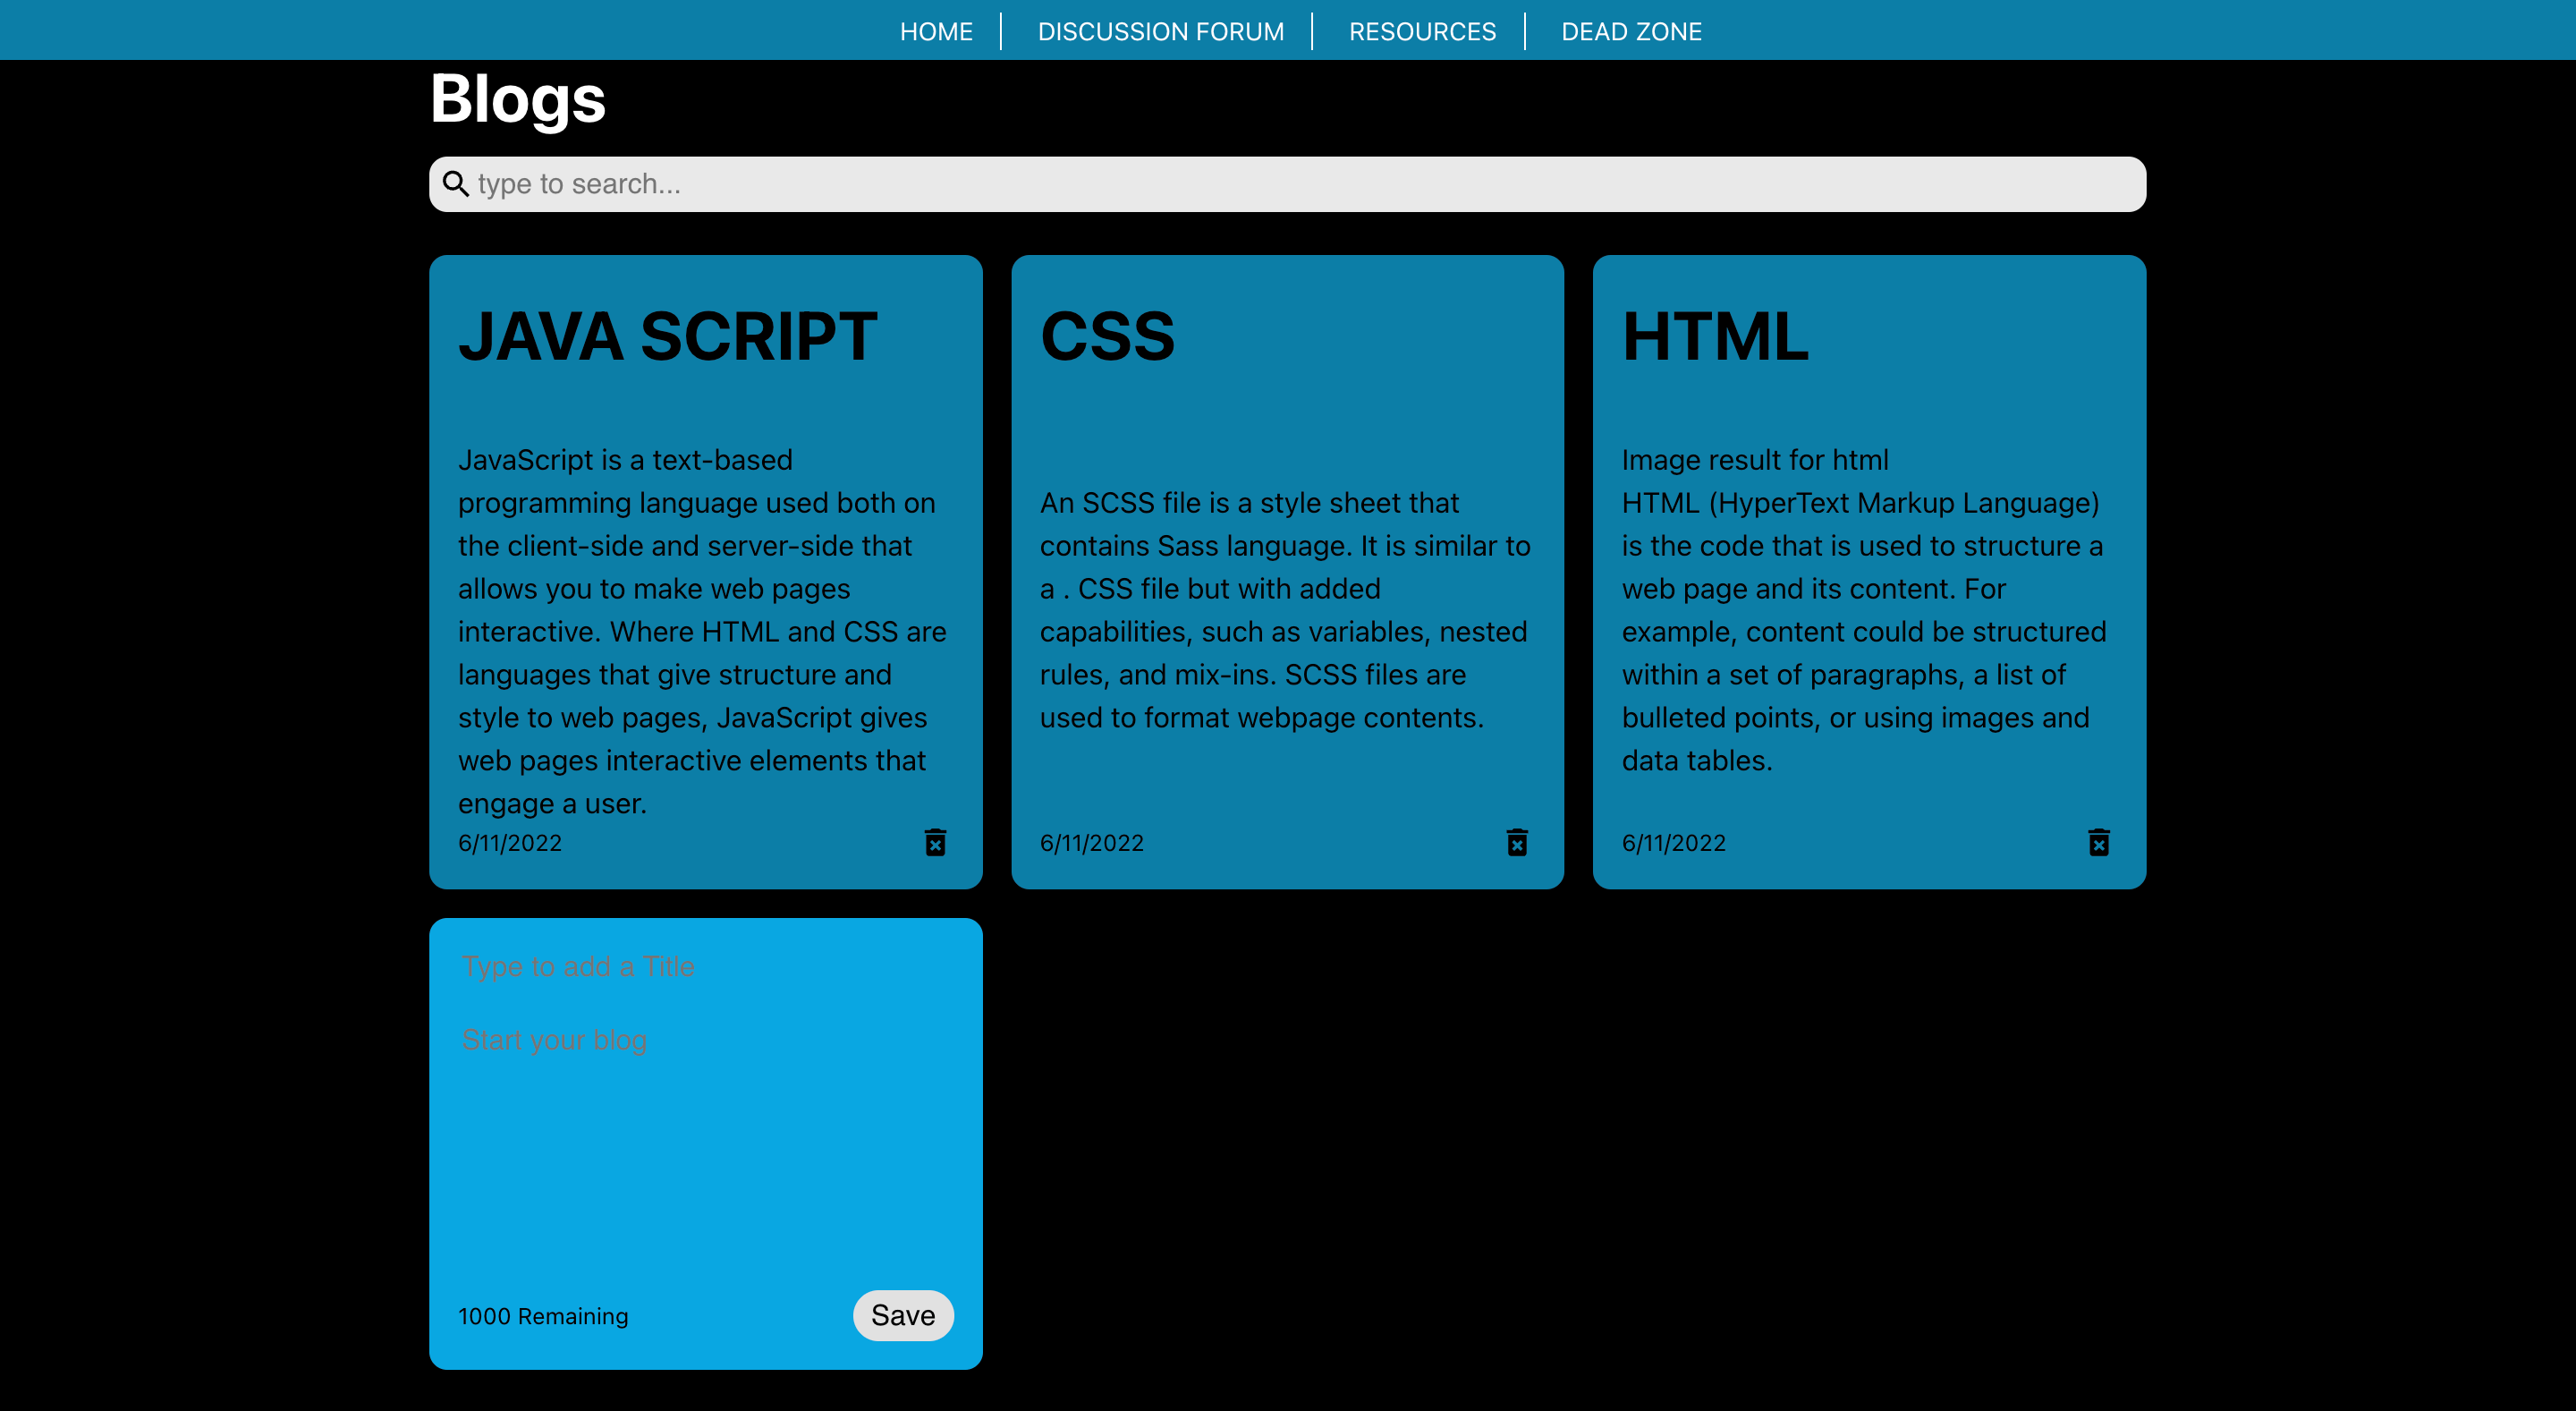 HOME
DISCUSSION FORUM
RESOURCES
DEAD ZONE
Blogs
type to search...
JAVA SCRIPT
JavaScript is a text-based
programming language used both on
the client-side and server-side that
allows you to make web pages
interactive. Where HTML and CSS are
languages that give structure and
style to web pages, JavaScript gives
web pages interactive elements that
engage a user.
6/11/2022
CSS
An SCSS file is a style sheet that
contains Sass language. It is similar to
a . CSS file but with added
capabilities, such as variables, nested
rules, and mix-ins. SCSS files are
used to format webpage contents.
6/11/2022
HTML
Image result for html
HTML (HyperText Markup Language)
is the code that is used to structure a
web page and its content. For
example, content could be structured
within a set of paragraphs, a list of
bulleted points, or using images and
data tables.
6/11/2022
Type to add a Title
Start your blog
1000 Remaining
Save